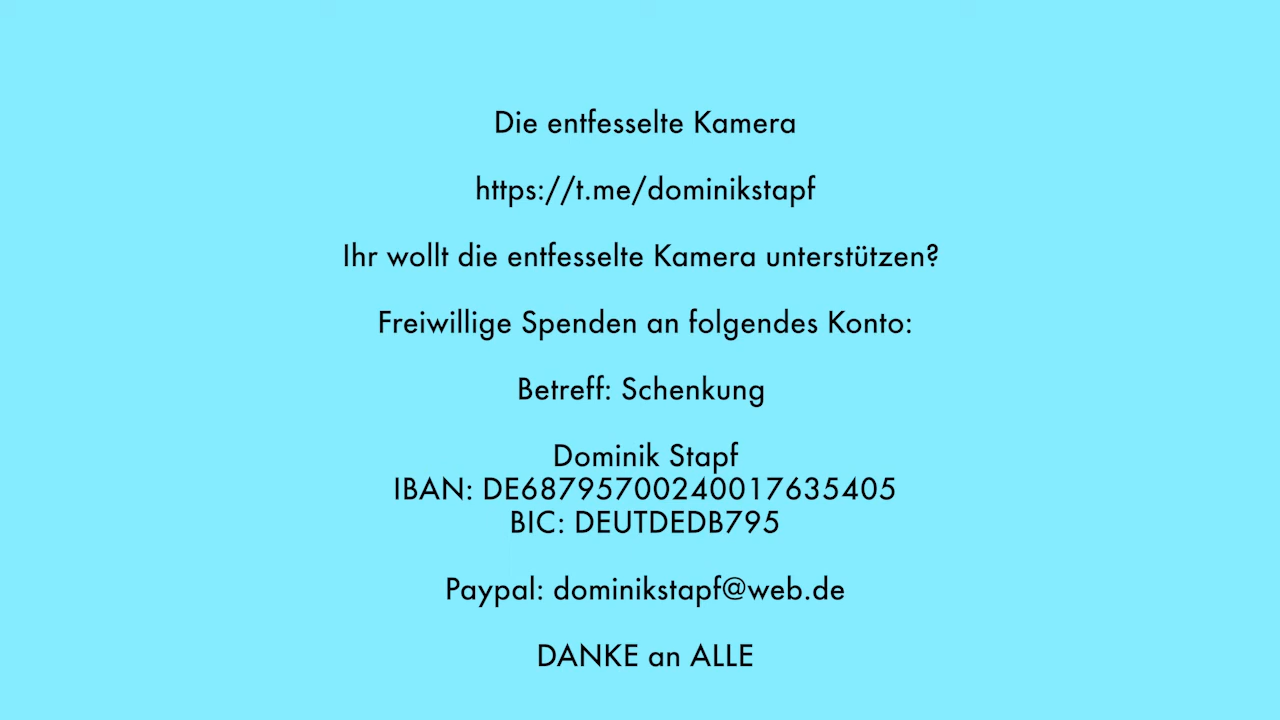 Die entfesselte Kamera
https://t.me/dominikstapf
Ihr wollt die entfesselte Kamera unterstützen?
Freiwillige Spenden an folgendes Konto:
Betreff: Schenkung
Dominik Stapf
IBAN: DE68795700240017635405
BIC: DEUTDEDB795
Paypal: dominikstapf@web.de
DANKE an ALLE